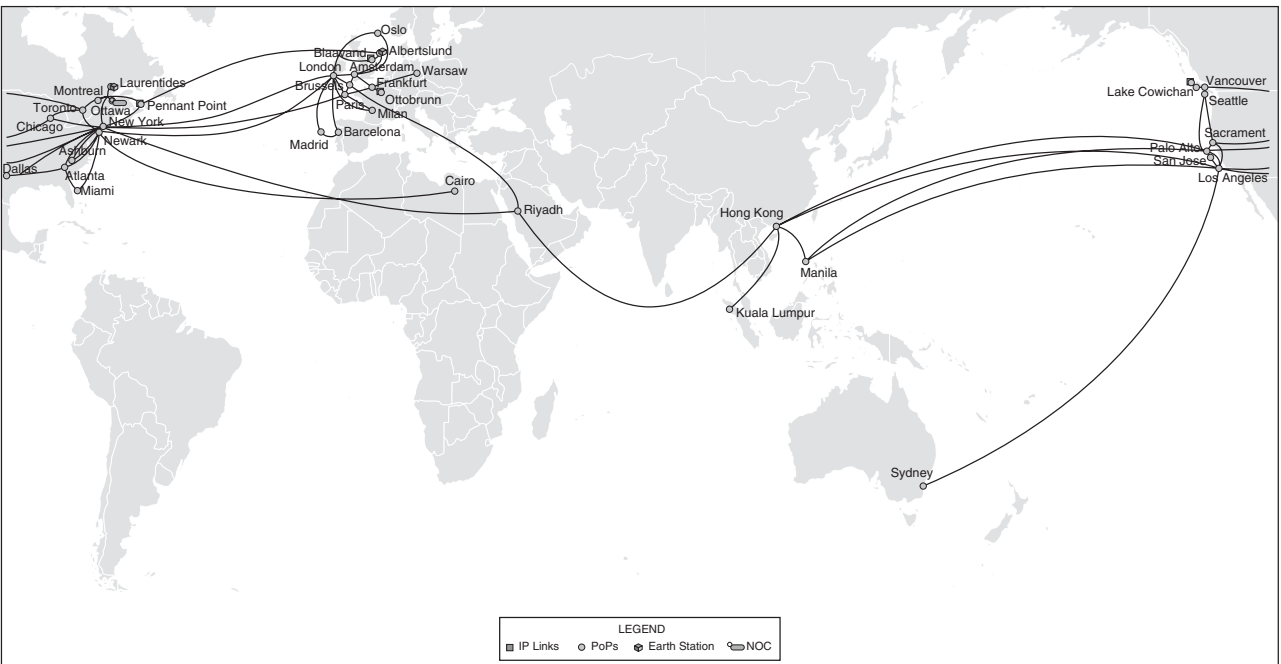 Oslo
Blaavand
Albertslund
London
Amsterdam
Warsaw
Brussels
Frankfurt
Ottobrunn
Paris
Milan
Madrid
Barcelona
Laurentides
Montreal
Toronto
Ottawa
Pennant Point
Chicago
New York
Newark
Ashburn
Dallas
Atlanta
Miami
Cairo
Riyadh
Hong Kong
Manila
Kuala Lumpur
Sydney
Vancouver
Lake Cowichan
Seattle
Sacrament
Palo Alto
San Jose
Los Angeles
LEGEND
IP Links PoPs Earth Station NOC